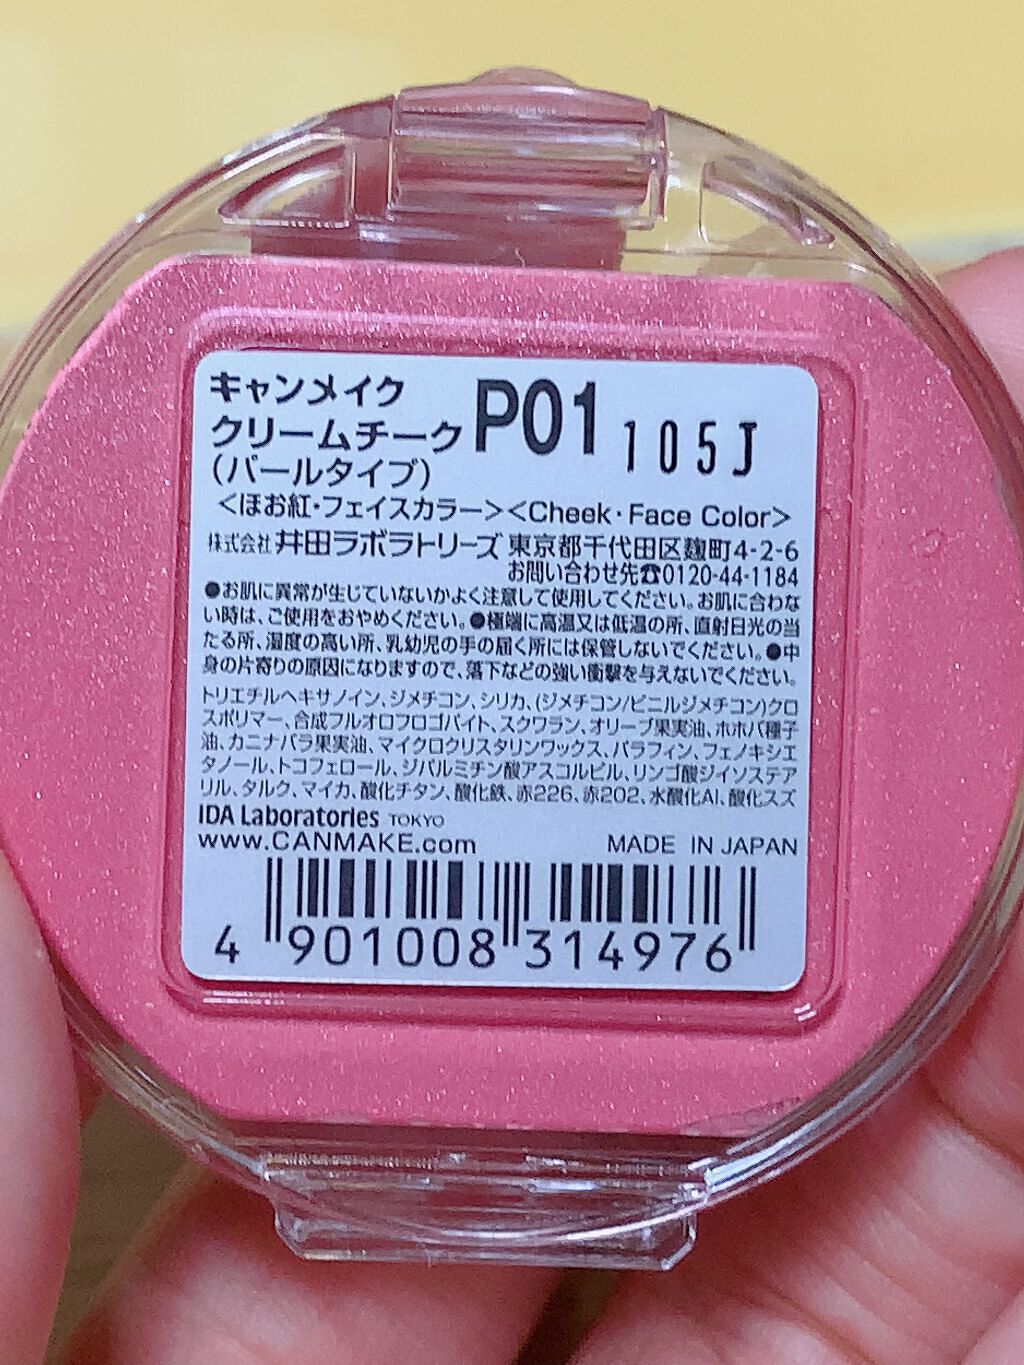 キャンメイク
クリームチーク P01 105J
(パールタイプ)
<ほお紅・フェイスカラー><Cheek・Face Color>
株式会社 井田ラボラトリーズ 東京都千代田区麹町4-2-6
お問い合わせ先☎0120-44-1184
●お肌に異常が生じていないかよく注意して使用してください。お肌に合わな
い時は、ご使用をおやめください。●極端に高温又は低温の所、直射日光の当
たる所、湿度の高い所、乳幼児の手の届く所には保管しないでください。●中
身の片寄りの原因になりますので、落下などの強い衝撃を与えないでください。
トリエチルヘキサノイン、ジメチコン、シリカ、(ジメチコン/ビニルジメチコン)クロ
スポリマー、合成フルオロフロゴパイト、スクワラン、オリーブ果実油、ホホバ種子
油、カニナバラ果実油、マイクロクリスタリンワックス、パラフィン、フェノキシエ
タノール、トコフェロール、ジパルミチン酸アスコルビル、リンゴ酸ジイソステア
リル、タルク、マイカ、酸化チタン、酸化鉄、赤226、赤202、水酸化Al、酸化スズ
IDA Laboratories TOKYO
www.CANMAKE.com MADE IN JAPAN
4 901008 314976